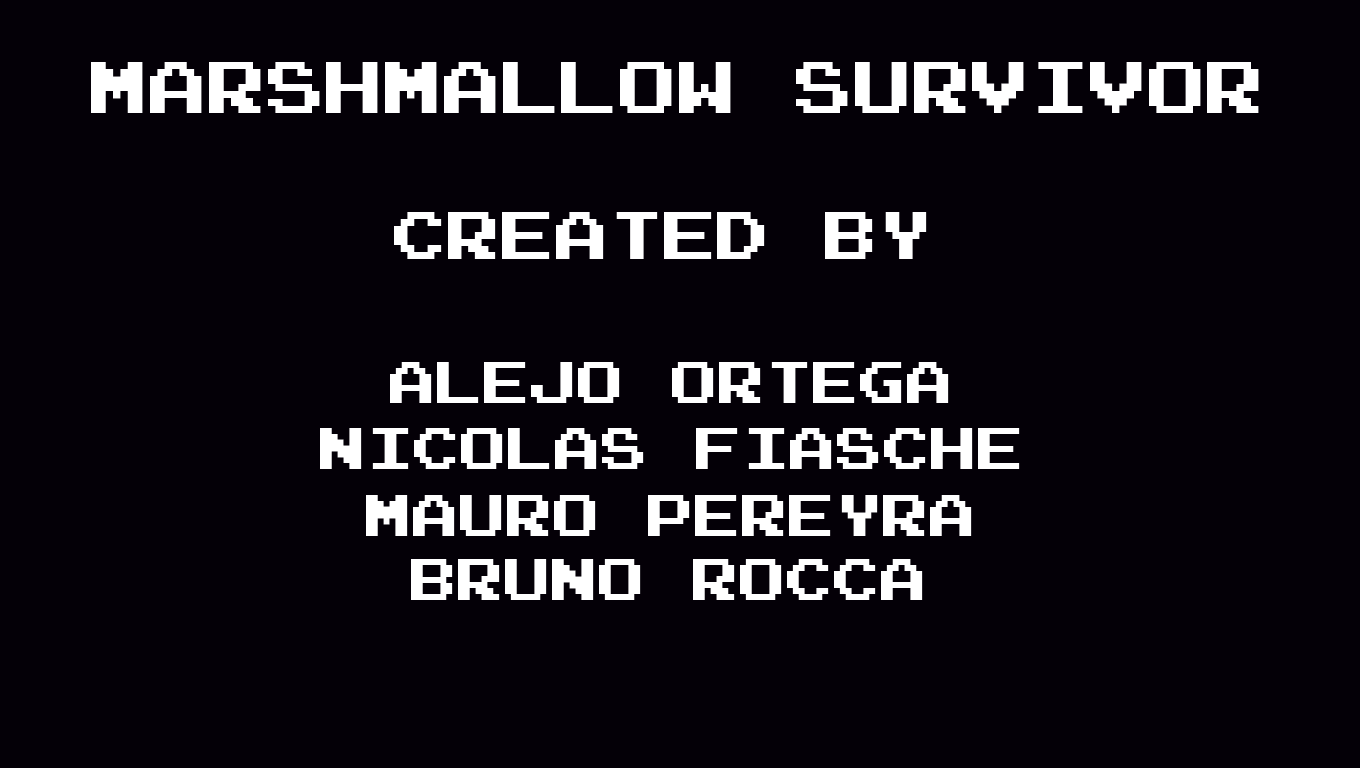 MARSHMALLOW SURVIVOR
CREATED BY
ALEJO ORTEGA
NICOLAS FIASCHE
MAURO PEREYRA
BRUNO ROCCA